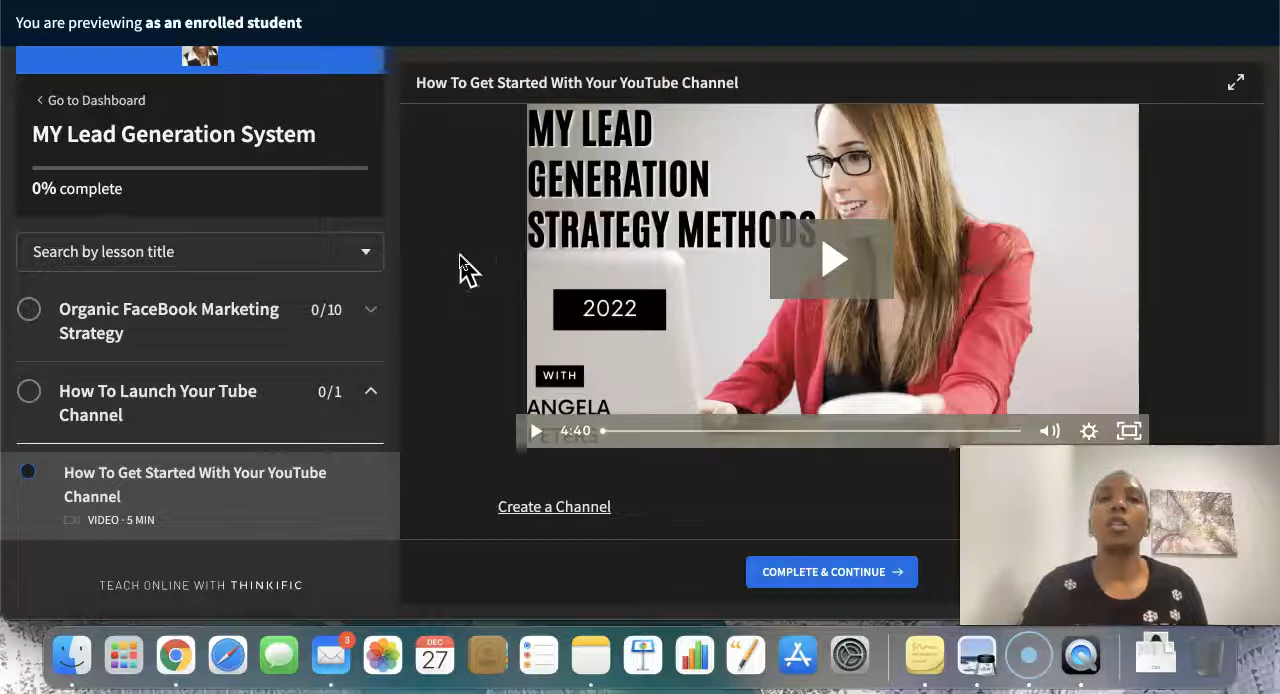 You are previewing as an enrolled student
Go to Dashboard
MY Lead Generation System
0% complete
Search by lesson title
Organic FaceBook Marketing
Strategy
0/10
How To Launch Your Tube
Channel
0/1
How To Get Started With Your YouTube
Channel
VIDEO · 5 MIN
TEACH ONLINE WITH THINKIFIC
How To Get Started With Your YouTube Channel
MY LEAD
GENERATION
STRATEGY METHODS
2022
WITH
ANGELA
PETERS
4:40
Create a Channel
COMPLETE & CONTINUE →
3
DEC
27